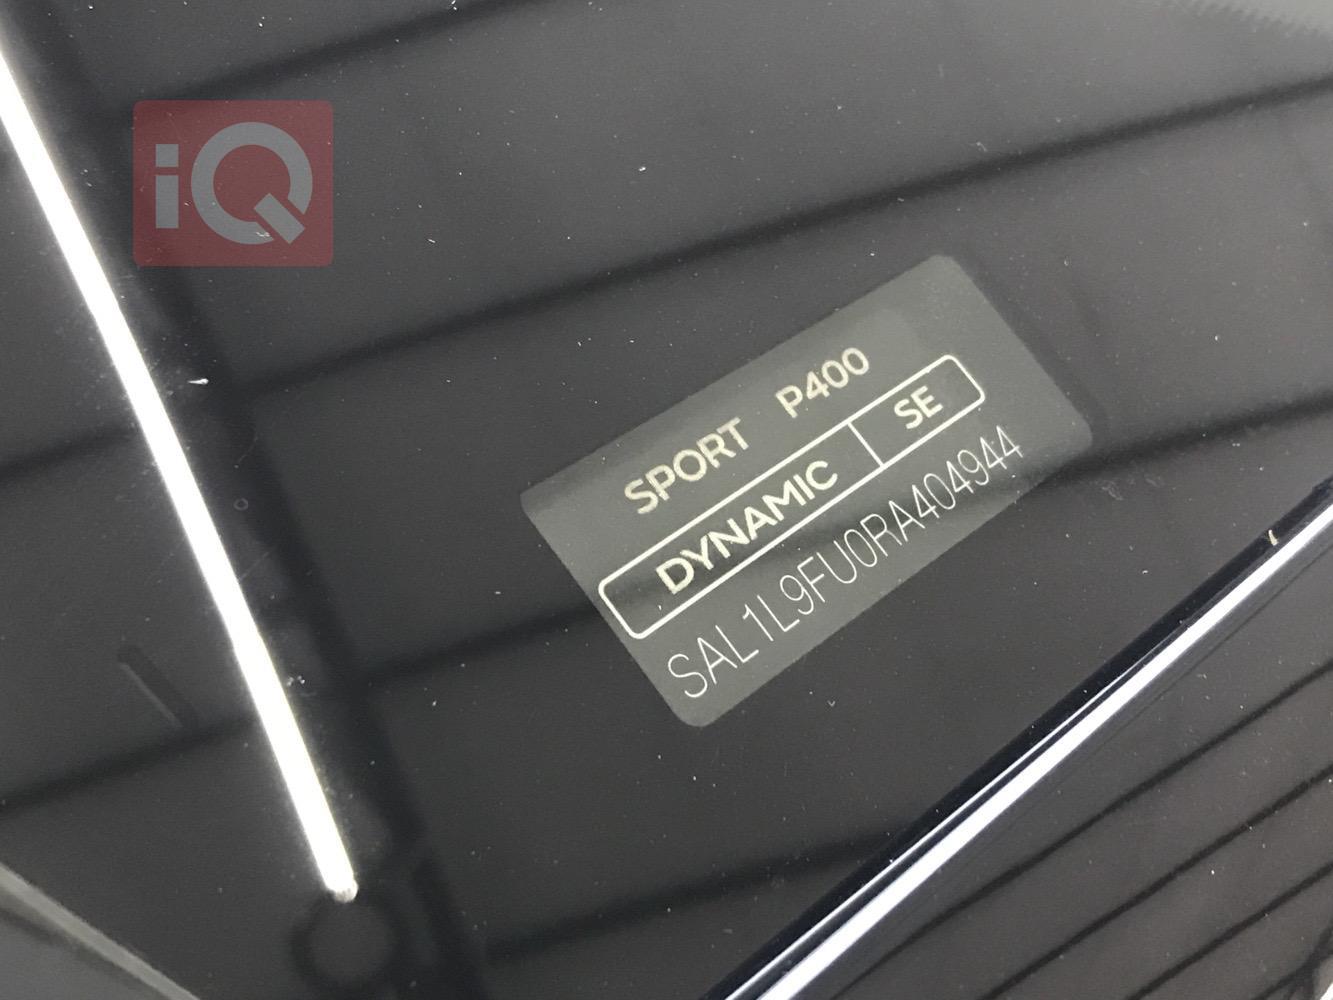 iQ
SPORT P400
DYNAMIC SE
SAL1L9FU0RA404944